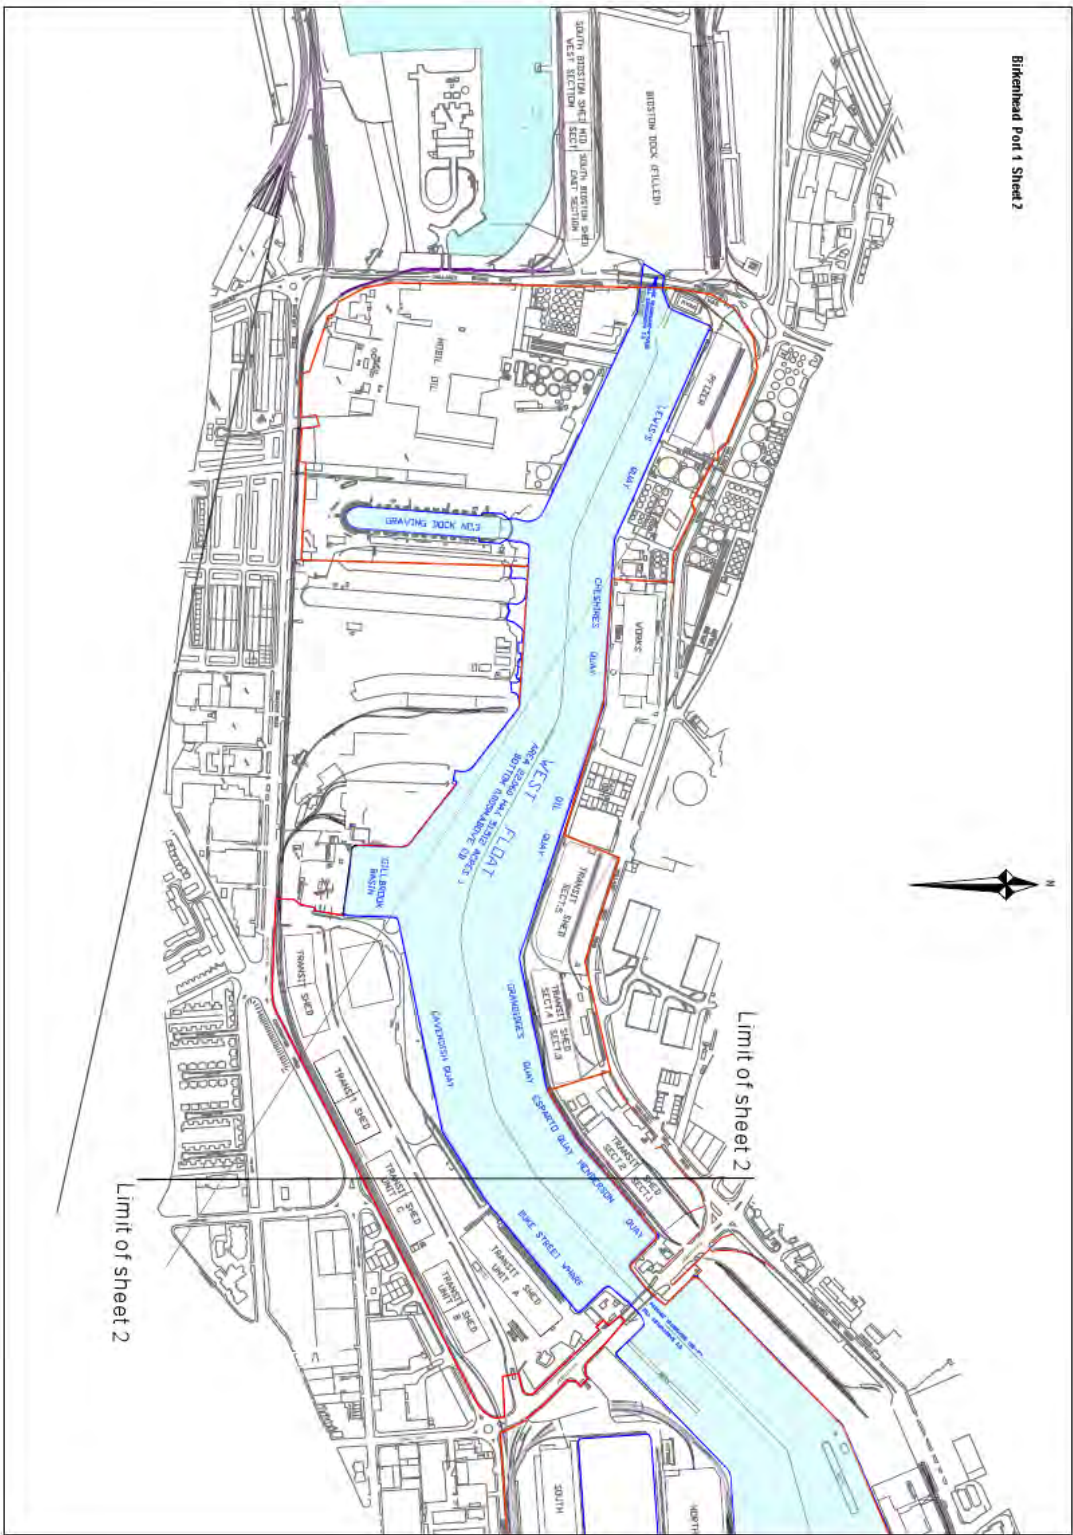 Birkenhead Port 1 Sheet 2
SOUTH BIDSTON SHED
WEST SECTION
MID
SECT
SOUTH BIDSTON SHED
EAST SECTION
BIDSTON DOCK (FILLED)
MOBIL OIL
PFIZER
LEWIS'S QUAY
GRAVING DOCK NO.3
CHESHIRES QUAY
WORKS
WEST FLOAT
BOTTOM
OIL QUAY
GILLBROOK
BASIN
TRANSIT SHED
SECT.5
TRANSIT SHED
SECT.4 SECT.3
GRANDIDGES QUAY
CAVENDISH QUAY
ESPARTO QUAY
HENDERSON QUAY
TRANSIT SHED
SECT.2 SECT.1
TRANSIT SHED
TRANSIT SHED
TRANSIT SHED
UNIT C
TRANSIT SHED
UNIT B
TRANSIT SHED
UNIT A
DUKE STREET WHARF
N
Limit of sheet 2
Limit of sheet 2
SOUTH
NORTH